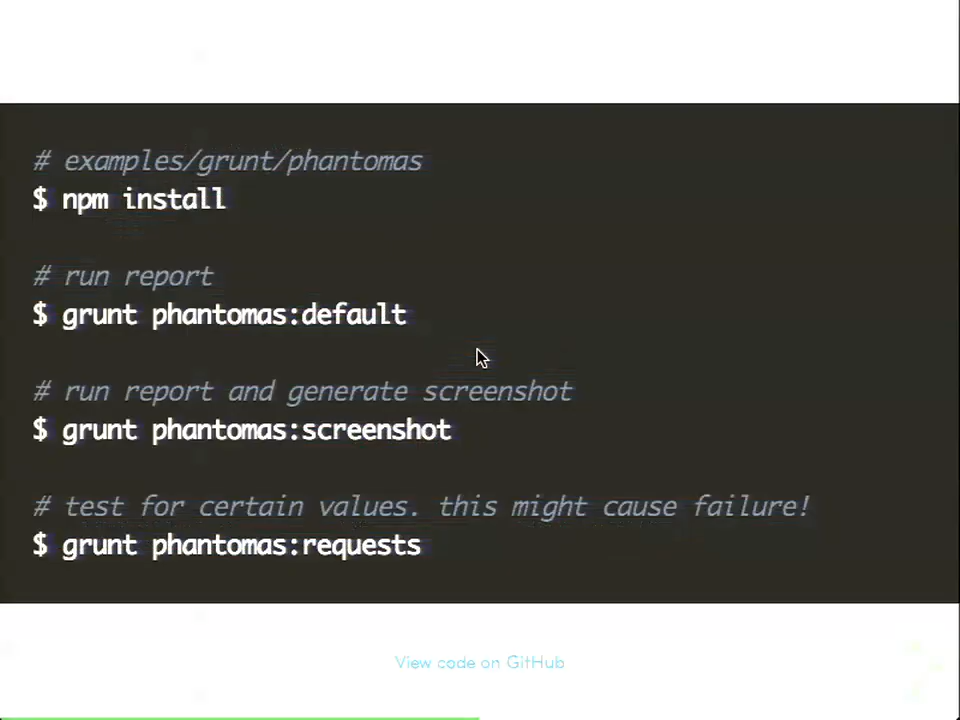 # examples/grunt/phantomas
$ npm install
# run report
$ grunt phantomas:default
# run report and generate screenshot
$ grunt phantomas:screenshot
# test for certain values. this might cause failure!
$ grunt phantomas:requests
View code on GitHub